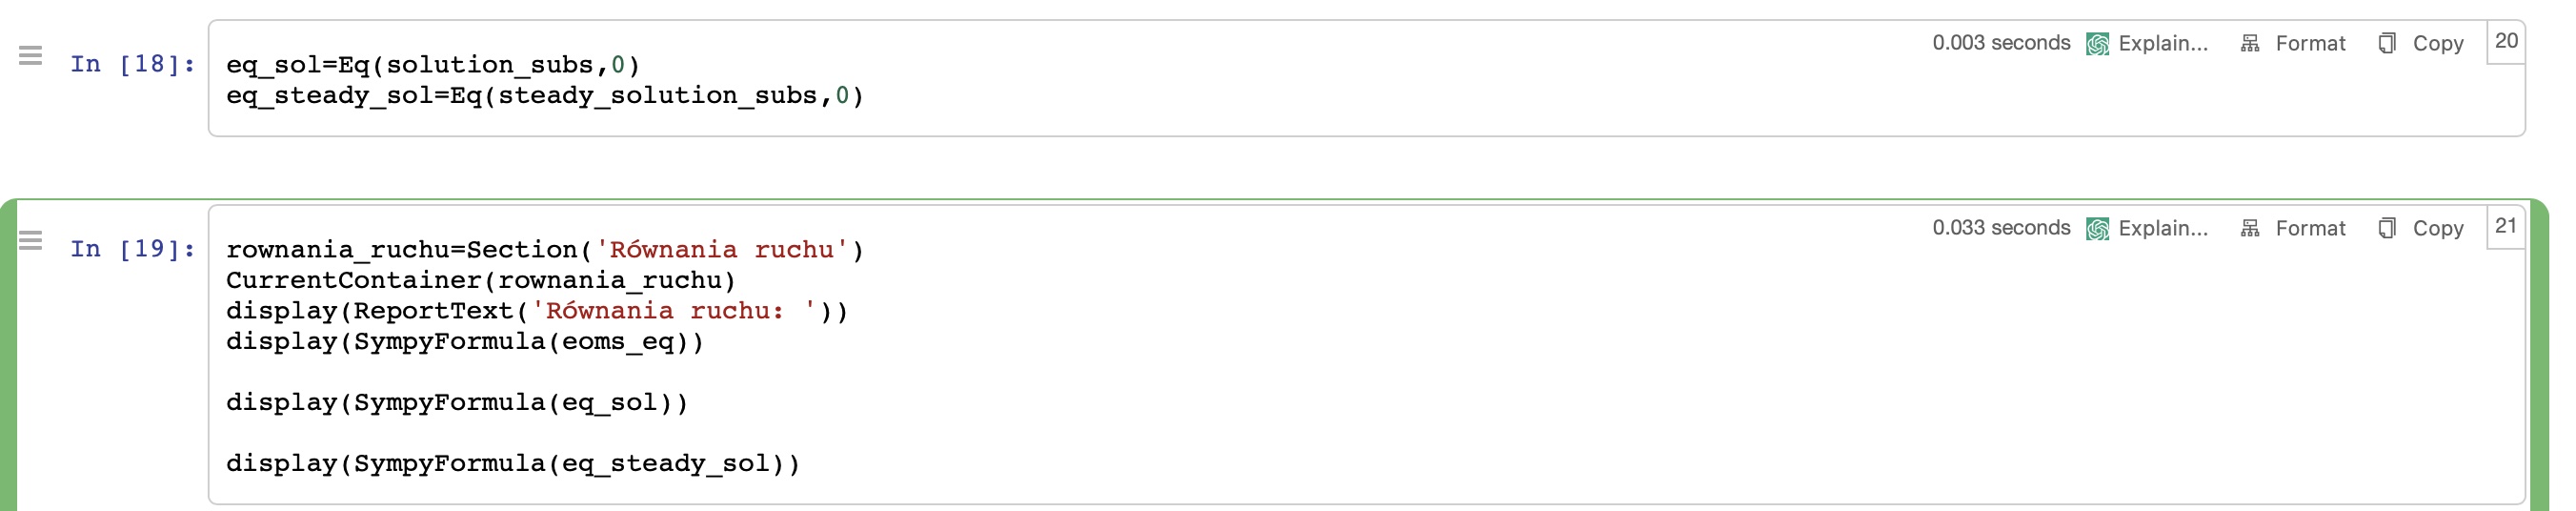 In [18]:
0.003 seconds Explain... Format Copy 20
eq_sol=Eq(solution_subs,0)
eq_steady_sol=Eq(steady_solution_subs,0)
In [19]:
0.033 seconds Explain... Format Copy 21
rownania_ruchu=Section('Równania ruchu')
CurrentContainer(rownania_ruchu)
display(ReportText('Równania ruchu: '))
display(SympyFormula(eoms_eq))
display(SympyFormula(eq_sol))
display(SympyFormula(eq_steady_sol))